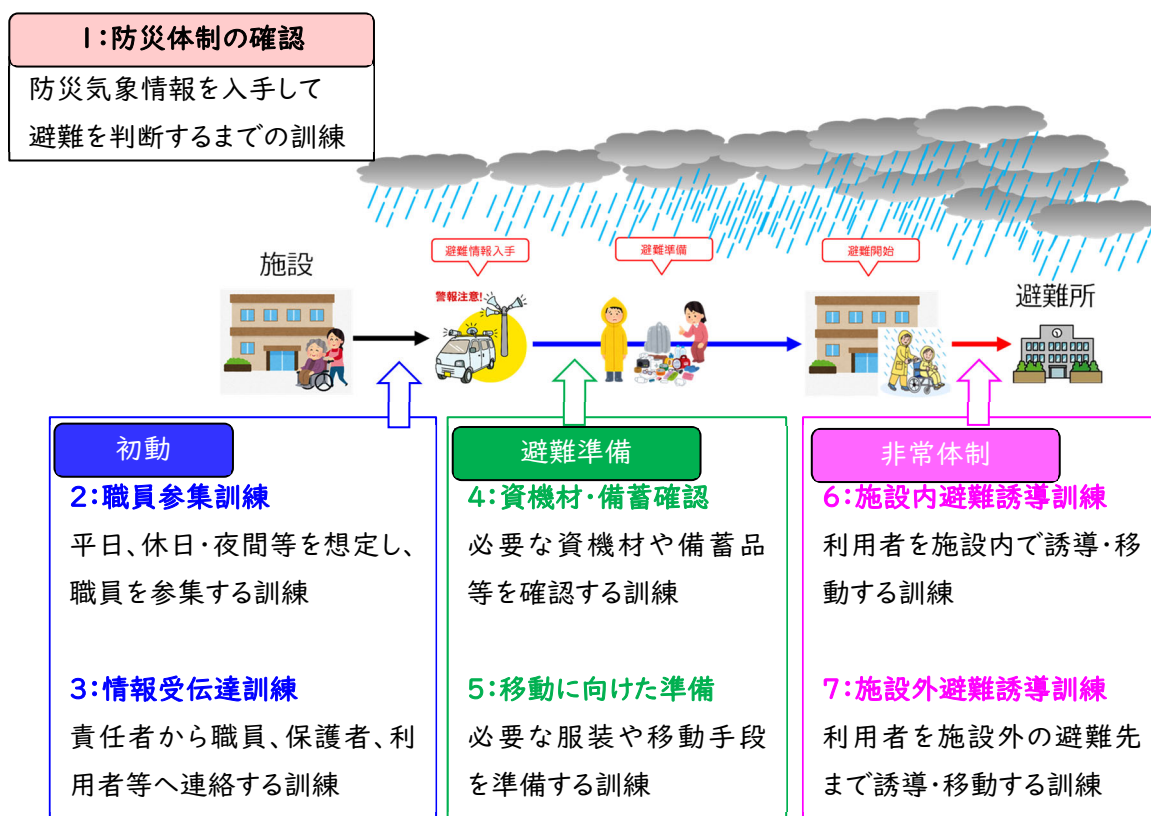 1:防災体制の確認
防災気象情報を入手して
避難を判断するまでの訓練
施設
避難情報入手
避難準備
避難開始
避難所
警報注意!
初動
2:職員参集訓練
平日、休日・夜間等を想定し、
職員を参集する訓練
3:情報受伝達訓練
責任者から職員、保護者、利
用者等へ連絡する訓練
避難準備
4:資機材・備蓄確認
必要な資機材や備蓄品
等を確認する訓練
5:移動に向けた準備
必要な服装や移動手段
を準備する訓練
非常体制
6:施設内避難誘導訓練
利用者を施設内で誘導・移
動する訓練
7:施設外避難誘導訓練
利用者を施設外の避難先
まで誘導・移動する訓練